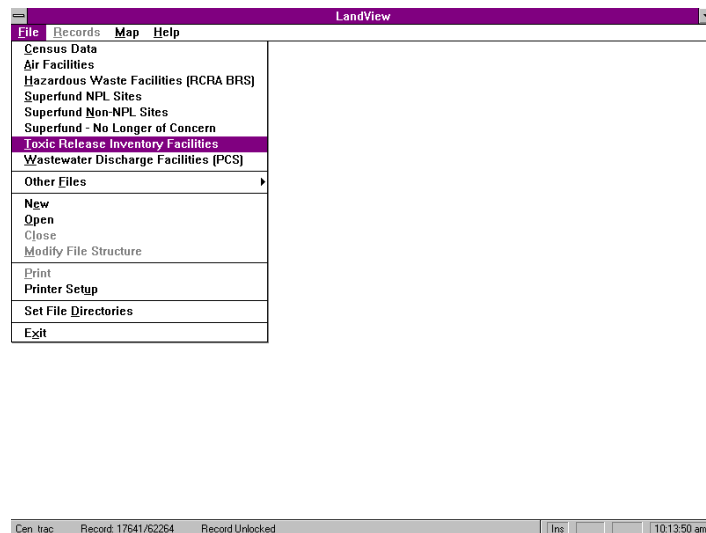 LandView
File Records Map Help
Census Data
Air Facilities
Hazardous Waste Facilities (RCRA BRS)
Superfund NPL Sites
Superfund Non-NPL Sites
Superfund - No Longer of Concern
Toxic Release Inventory Facilities
Wastewater Discharge Facilities (PCS)
Other Files
New
Open
Close
Modify File Structure
Print
Printer Setup
Set File Directories
Exit
Cen_trac Record: 17641/62264 Record Unlocked Ins 10:13:50 am